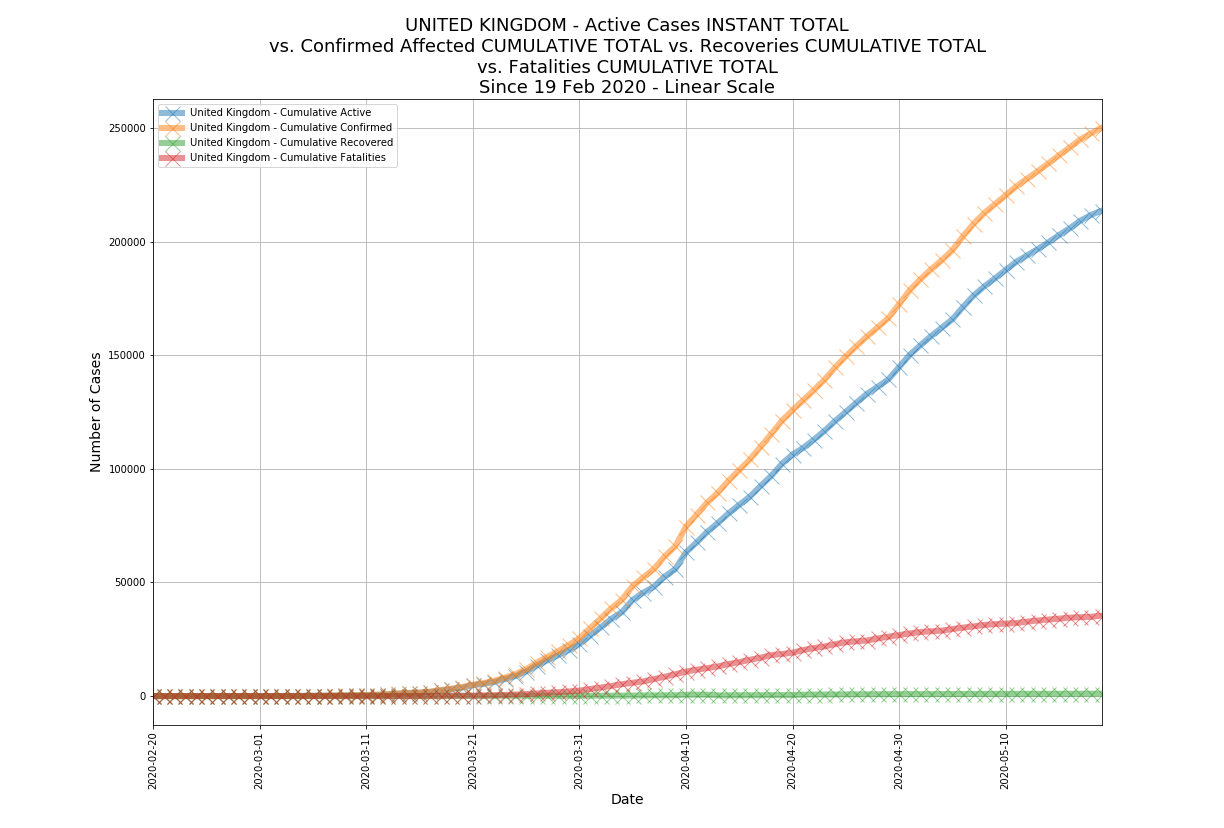 UNITED KINGDOM - Active Cases INSTANT TOTAL
vs. Confirmed Affected CUMULATIVE TOTAL vs. Recoveries CUMULATIVE TOTAL
vs. Fatalities CUMULATIVE TOTAL
Since 19 Feb 2020 - Linear Scale
United Kingdom - Cumulative Active
United Kingdom - Cumulative Confirmed
United Kingdom - Cumulative Recovered
United Kingdom - Cumulative Fatalities
Number of Cases
250000
200000
150000
100000
50000
0
2020-02-20
2020-03-01
2020-03-11
2020-03-21
2020-03-31
2020-04-10
2020-04-20
2020-04-30
2020-05-10
Date